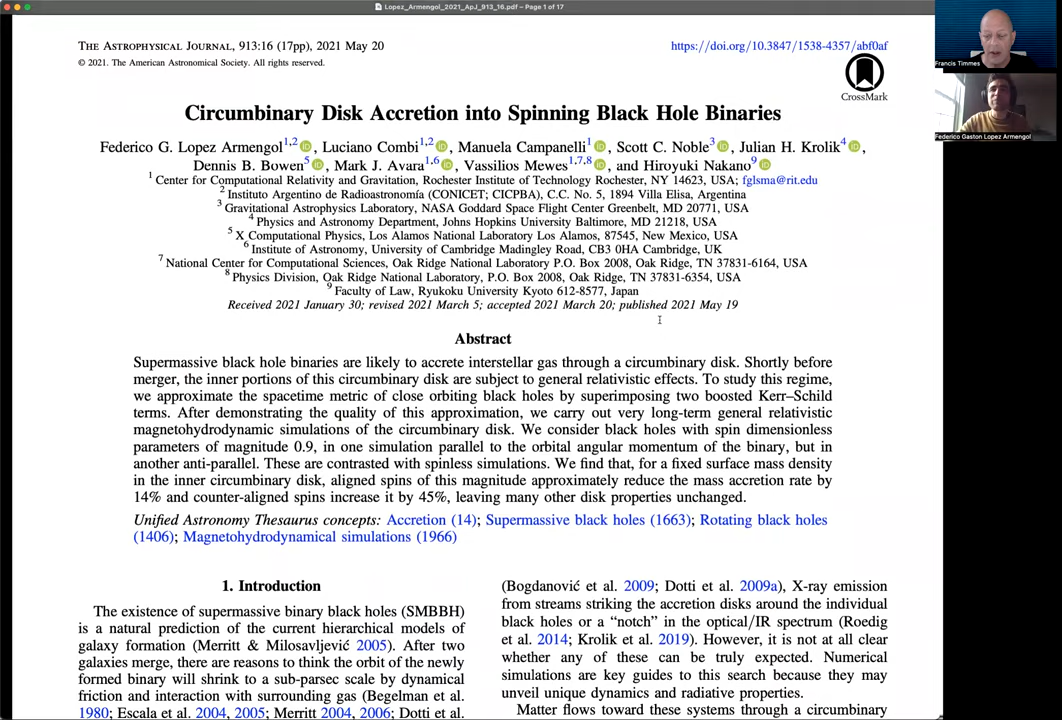 Lopez_Armengol_2021_ApJ_913_16.pdf – Page 1 of 17
THE ASTROPHYSICAL JOURNAL, 913:16 (17pp), 2021 May 20
https://doi.org/10.3847/1538-4357/abf0af
© 2021. The American Astronomical Society. All rights reserved.
CrossMark
Circumbinary Disk Accretion into Spinning Black Hole Binaries
Federico G. Lopez Armengol1,2, Luciano Combi1,2, Manuela Campanelli1, Scott C. Noble3, Julian H. Krolik4,
Dennis B. Bowen5, Mark J. Avara1,6, Vassilios Mewes1,7,8, and Hiroyuki Nakano9
1 Center for Computational Relativity and Gravitation, Rochester Institute of Technology Rochester, NY 14623, USA; fglsma@rit.edu
2 Instituto Argentino de Radioastronomía (CONICET; CICPBA), C.C. No. 5, 1894 Villa Elisa, Argentina
3 Gravitational Astrophysics Laboratory, NASA Goddard Space Flight Center Greenbelt, MD 20771, USA
4 Physics and Astronomy Department, Johns Hopkins University Baltimore, MD 21218, USA
5 X Computational Physics, Los Alamos National Laboratory Los Alamos, 87545, New Mexico, USA
6 Institute of Astronomy, University of Cambridge Madingley Road, CB3 0HA Cambridge, UK
7 National Center for Computational Sciences, Oak Ridge National Laboratory P.O. Box 2008, Oak Ridge, TN 37831-6164, USA
8 Physics Division, Oak Ridge National Laboratory, P.O. Box 2008, Oak Ridge, TN 37831-6354, USA
9 Faculty of Law, Ryukoku University Kyoto 612-8577, Japan
Received 2021 January 30; revised 2021 March 5; accepted 2021 March 20; published 2021 May 19
Abstract
Supermassive black hole binaries are likely to accrete interstellar gas through a circumbinary disk. Shortly before
merger, the inner portions of this circumbinary disk are subject to general relativistic effects. To study this regime,
we approximate the spacetime metric of close orbiting black holes by superimposing two boosted Kerr–Schild
terms. After demonstrating the quality of this approximation, we carry out very long-term general relativistic
magnetohydrodynamic simulations of the circumbinary disk. We consider black holes with spin dimensionless
parameters of magnitude 0.9, in one simulation parallel to the orbital angular momentum of the binary, but in
another anti-parallel. These are contrasted with spinless simulations. We find that, for a fixed surface mass density
in the inner circumbinary disk, aligned spins of this magnitude approximately reduce the mass accretion rate by
14% and counter-aligned spins increase it by 45%, leaving many other disk properties unchanged.
Unified Astronomy Thesaurus concepts: Accretion (14); Supermassive black holes (1663); Rotating black holes
(1406); Magnetohydrodynamical simulations (1966)
1. Introduction
The existence of supermassive binary black holes (SMBBH)
is a natural prediction of the current hierarchical models of
galaxy formation (Merritt & Milosavljević 2005). After two
galaxies merge, there are reasons to think the orbit of the newly
formed binary will shrink to a sub-parsec scale by dynamical
friction and interaction with surrounding gas (Begelman et al.
1980; Escala et al. 2004, 2005; Merritt 2004, 2006; Dotti et al.
(Bogdanović et al. 2009; Dotti et al. 2009a), X-ray emission
from streams striking the accretion disks around the individual
black holes or a “notch” in the optical/IR spectrum (Roedig
et al. 2014; Krolik et al. 2019). However, it is not at all clear
whether any of these can be truly expected. Numerical
simulations are key guides to this search because they may
unveil unique dynamics and radiative properties.
Matter flows toward these systems through a circumbinary
Francis Timmes
Federico Gaston Lopez Armengol